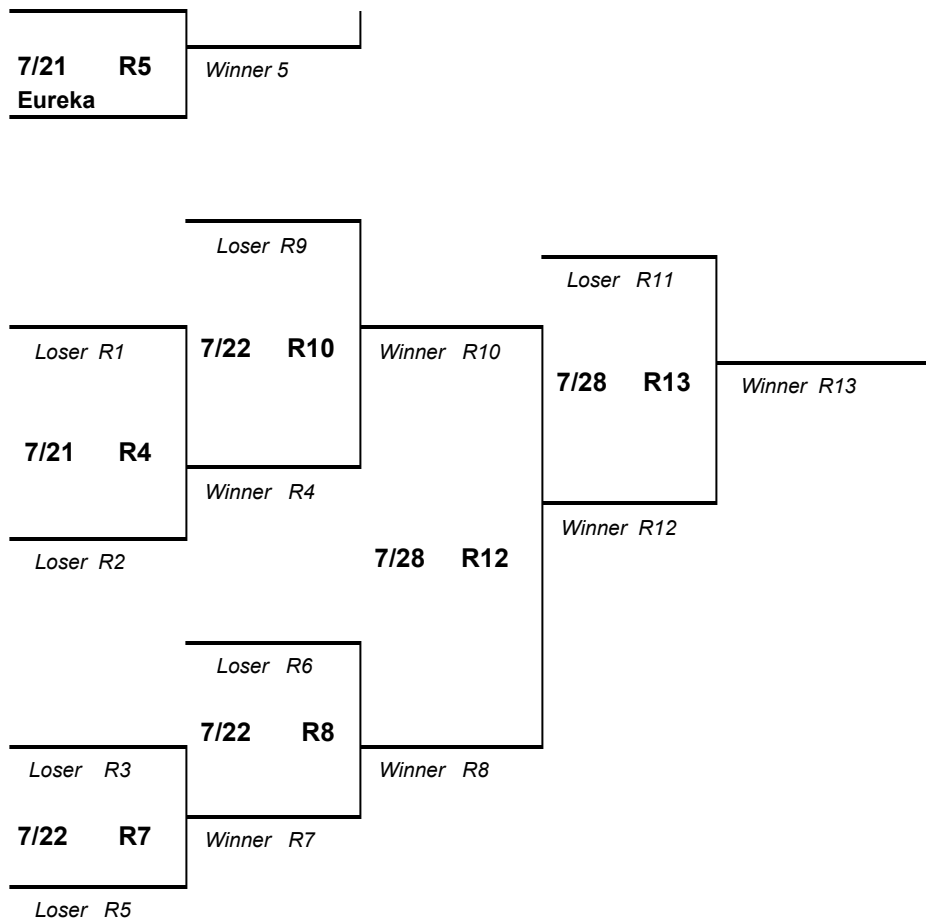 7/21 R5
Winner 5
Eureka
Loser R9
Loser R11
Loser R1
7/22 R10
Winner R10
7/28 R13
Winner R13
7/21 R4
Winner R4
Winner R12
Loser R2
7/28 R12
Loser R6
7/22 R8
Loser R3
Winner R8
7/22 R7
Winner R7
Loser R5